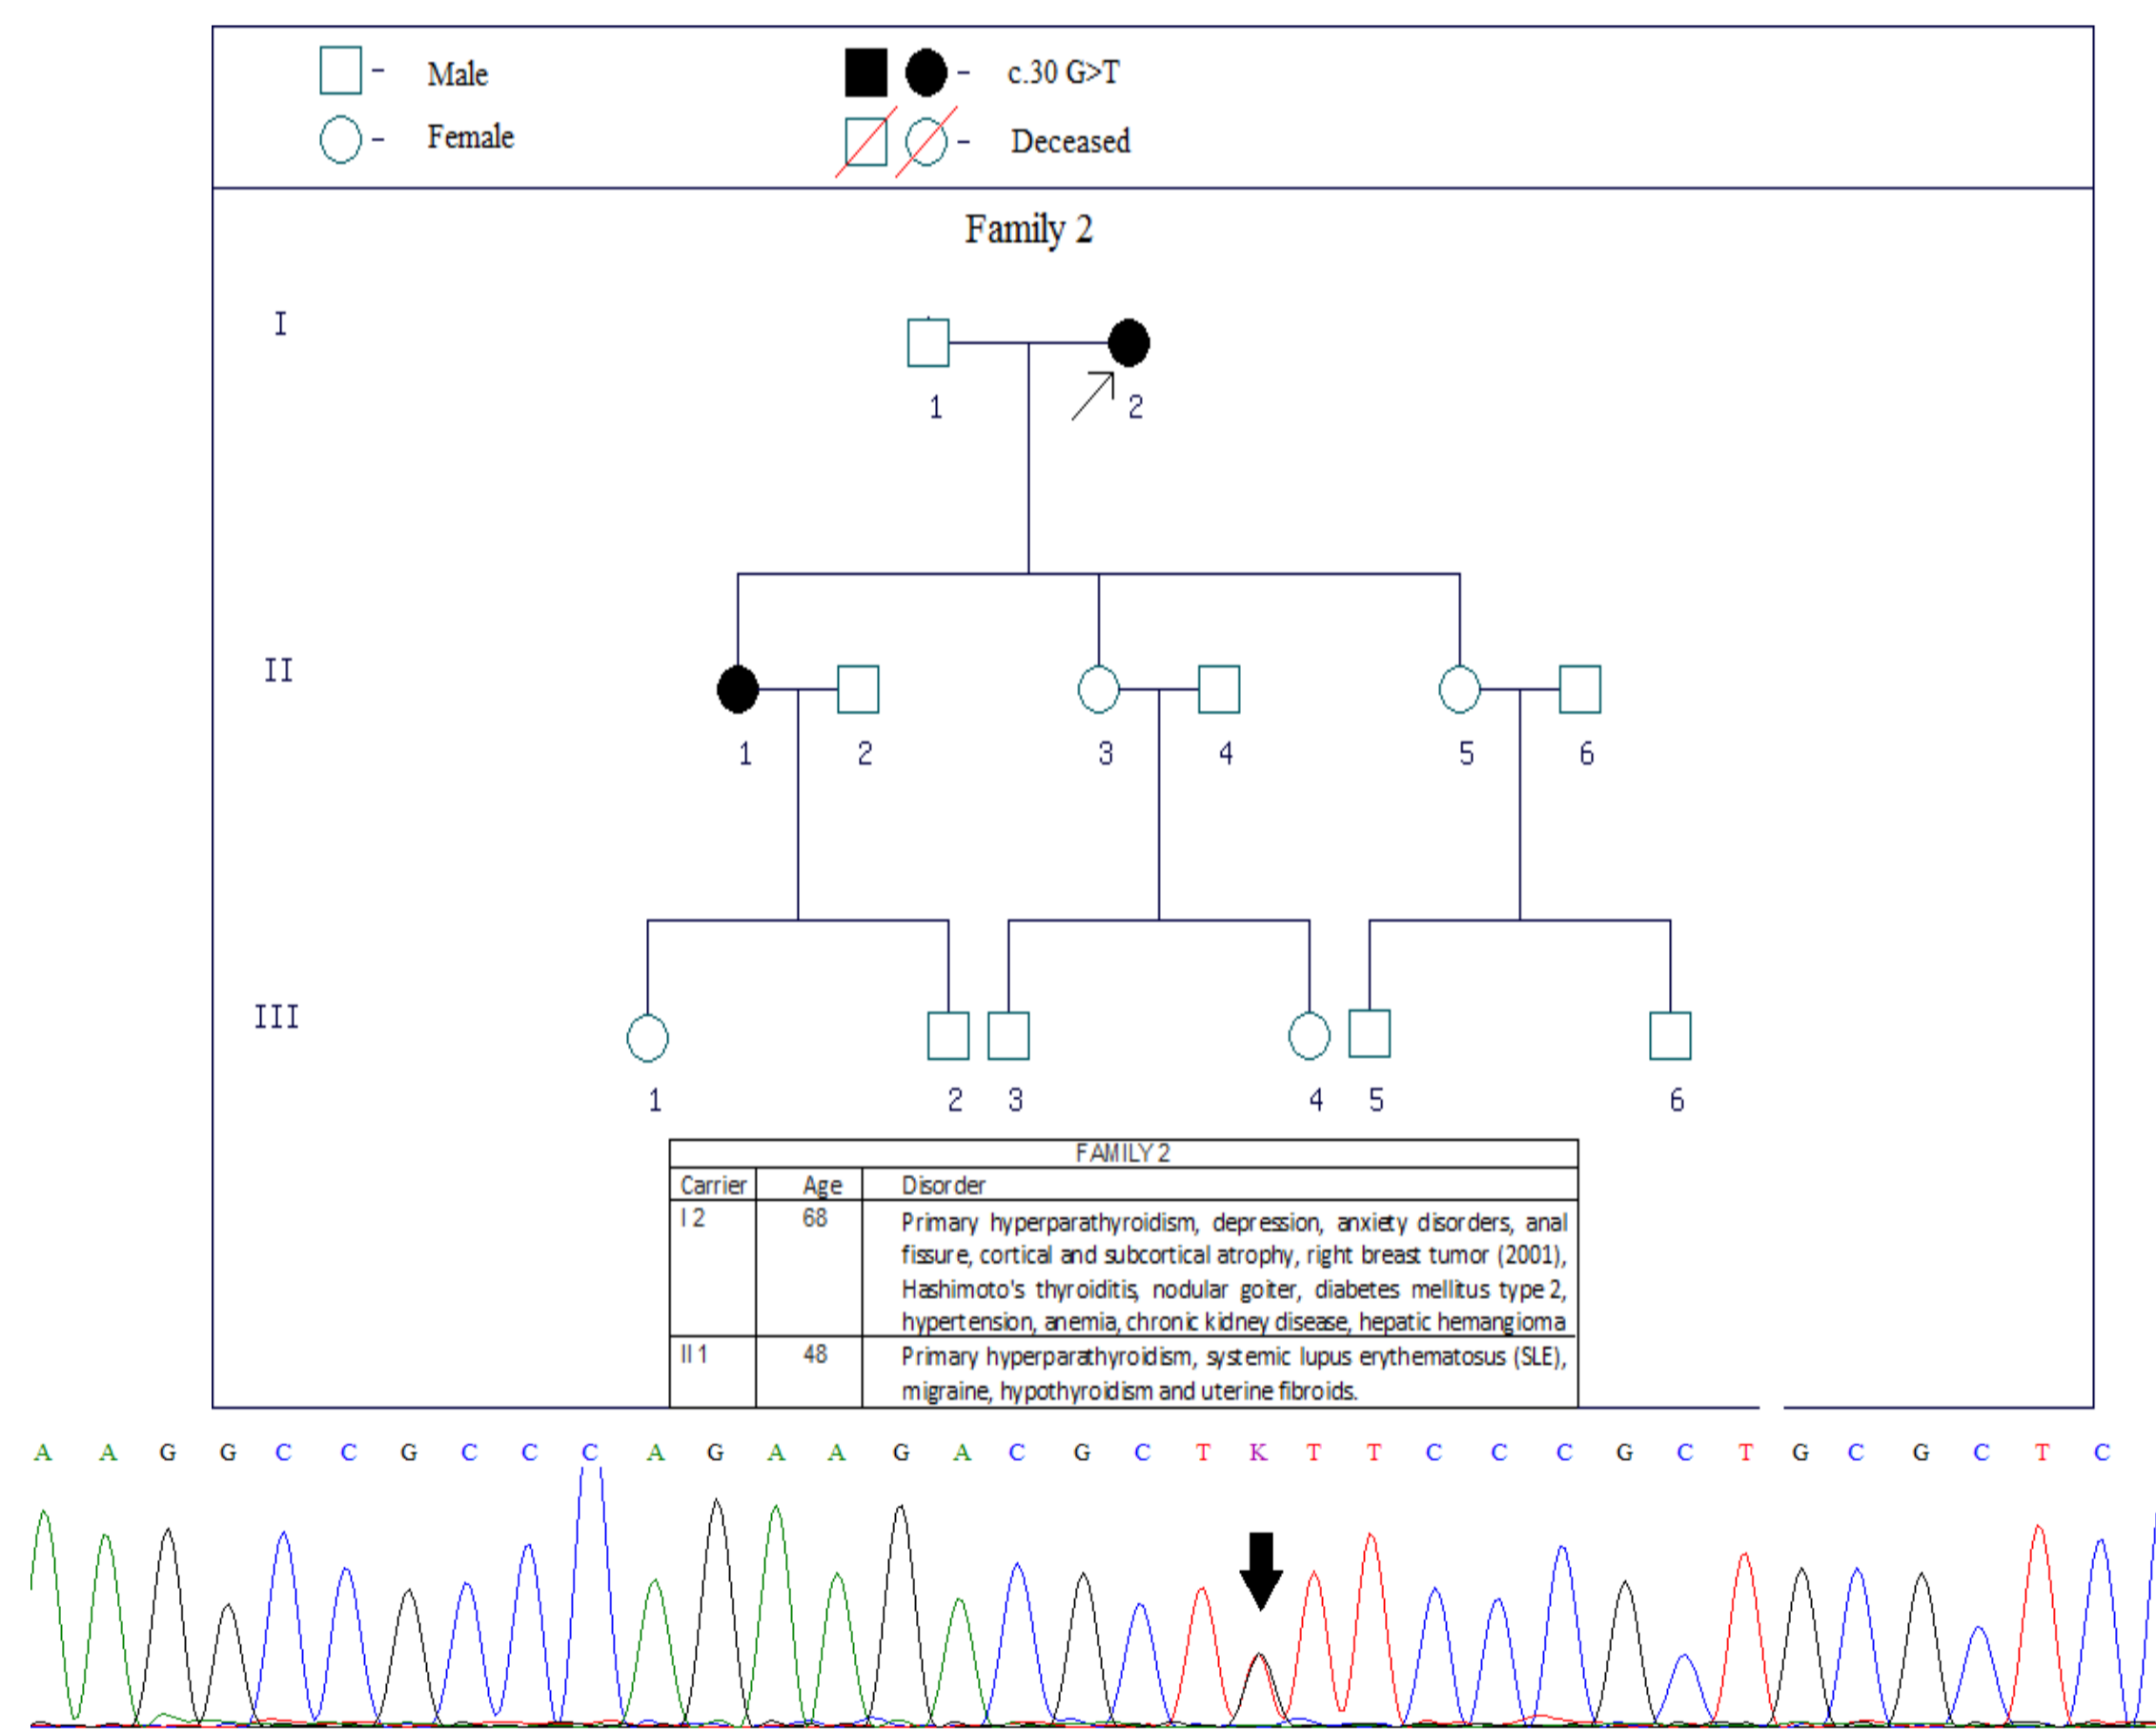 Male
c.30 G>T
Female
Deceased
Family 2
I
1 2
II
1 2 3 4 5 6
III
1 2 3 4 5 6
FAMILY 2
Carrier Age Disorder
I 2 68 Primary hyperparathyroidism, depression, anxiety disorders, anal
fissure, cortical and subcortical atrophy, right breast tumor (2001),
Hashimoto's thyroiditis, nodular goiter, diabetes mellitus type 2,
hypertension, anemia, chronic kidney disease, hepatic hemangioma
II 1 48 Primary hyperparathyroidism, systemic lupus erythematosus (SLE),
migraine, hypothyroidism and uterine fibroids.
A A G G C C G C C C A G A A G A C G C T K T T C C C G C T G C G C T C